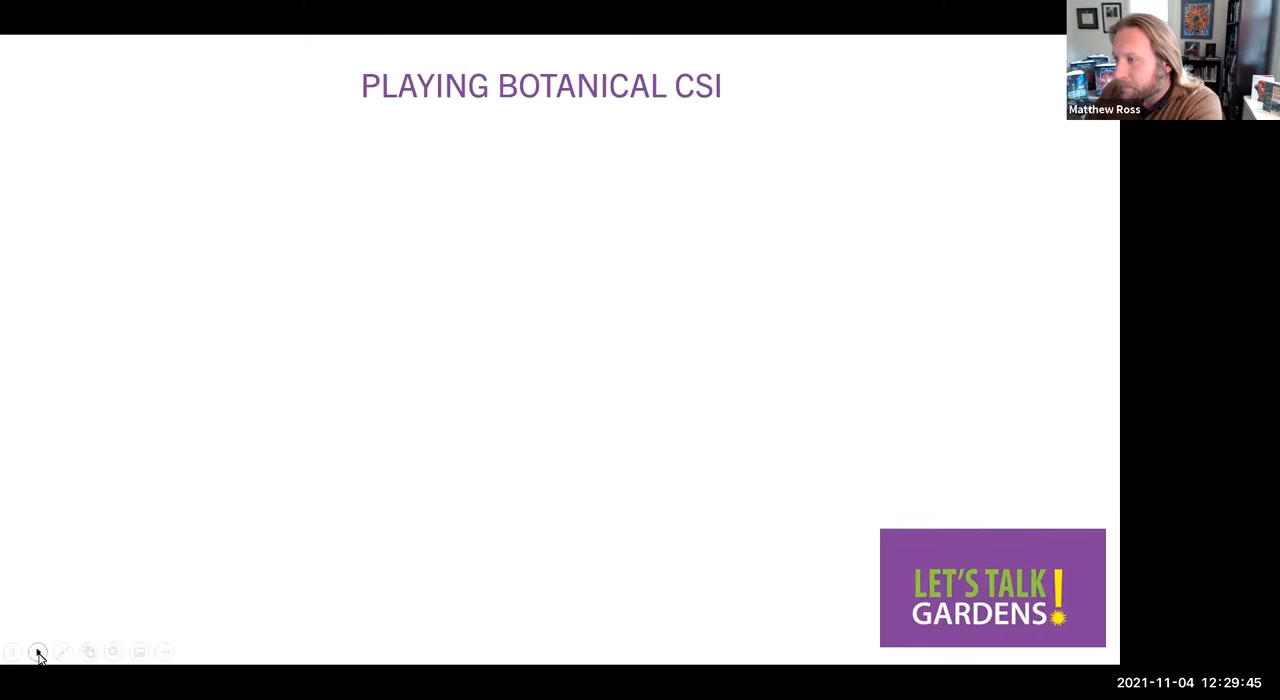 PLAYING BOTANICAL CSI
Matthew Ross
LET'S TALK
GARDENS!
2021-11-04 12:29:45